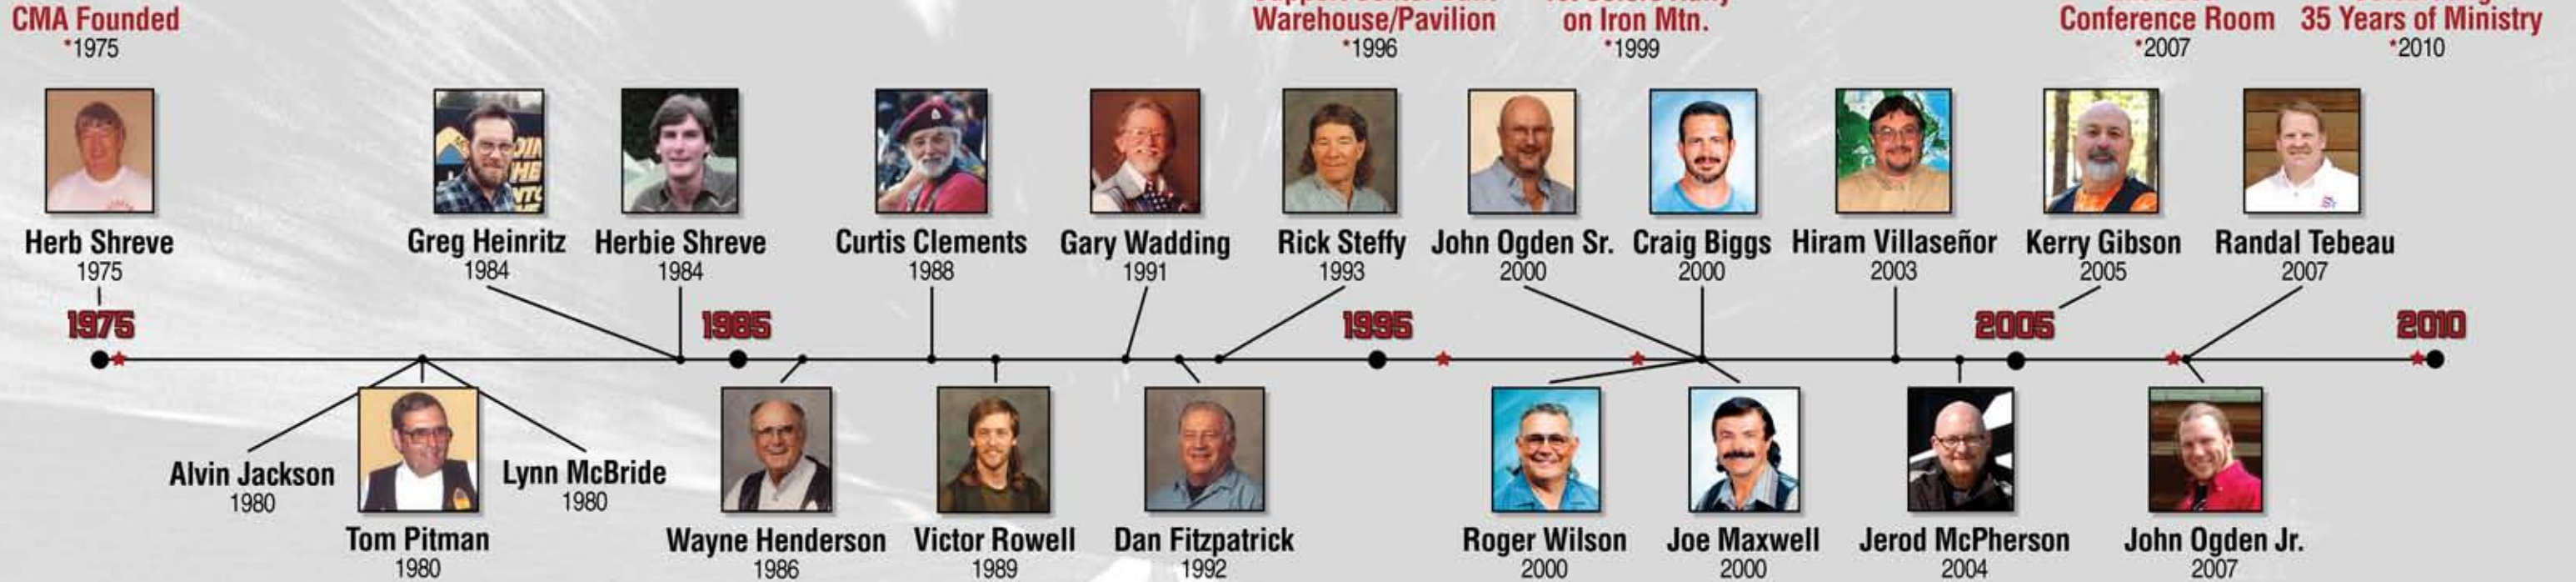 CMA Founded
*1975
Warehouse/Pavilion
*1996
on Iron Mtn.
*1999
Conference Room
*2007
35 Years of Ministry
*2010
Herb Shreve
1975
Greg Heinritz
1984
Herbie Shreve
1984
Curtis Clements
1988
Gary Wadding
1991
Rick Steffy
1993
John Ogden Sr.
2000
Craig Biggs
2000
Hiram Villaseñor
2003
Kerry Gibson
2005
Randal Tebeau
2007
1975
1985
1995
2005
2010
Alvin Jackson
1980
Tom Pitman
1980
Lynn McBride
1980
Wayne Henderson
1986
Victor Rowell
1989
Dan Fitzpatrick
1992
Roger Wilson
2000
Joe Maxwell
2000
Jerod McPherson
2004
John Ogden Jr.
2007